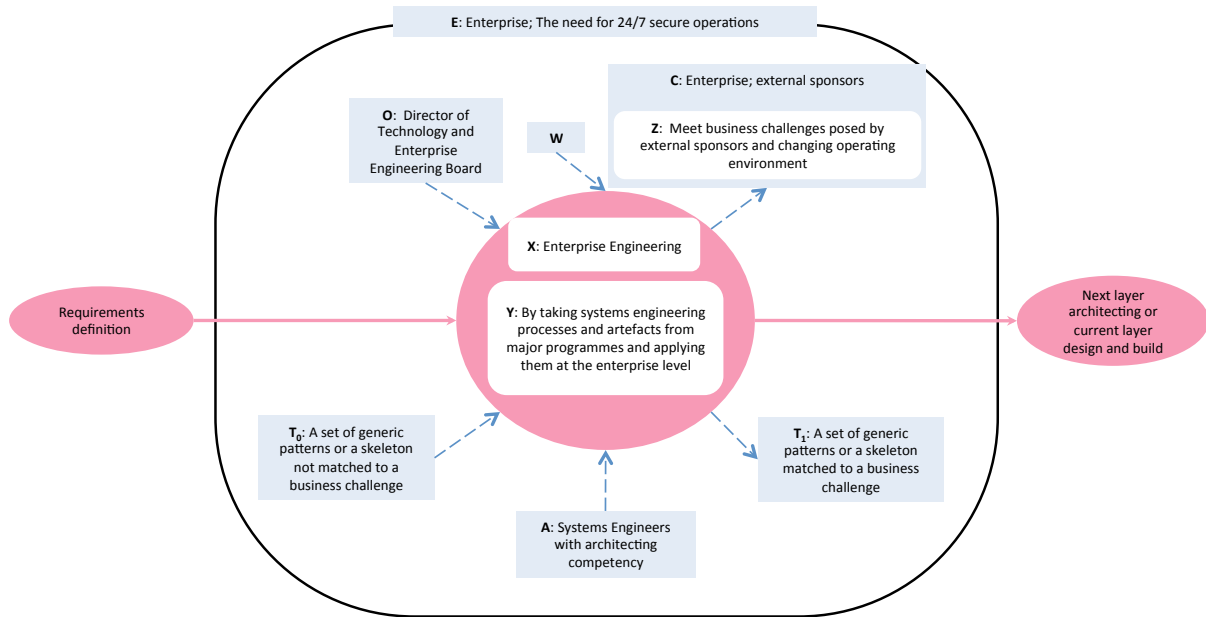 E: Enterprise; The need for 24/7 secure operations
C: Enterprise; external sponsors
O: Director of
Technology and
Enterprise
Engineering Board
W
Z: Meet business challenges posed by
external sponsors and changing operating
environment
X: Enterprise Engineering
Requirements
definition
Y: By taking systems engineering
processes and artefacts from
major programmes and applying
them at the enterprise level
Next layer
architecting or
current layer
design and build
T₀: A set of generic
patterns or a skeleton
not matched to a
business challenge
T₁: A set of generic
patterns or a skeleton
matched to a business
challenge
A: Systems Engineers
with architecting
competency